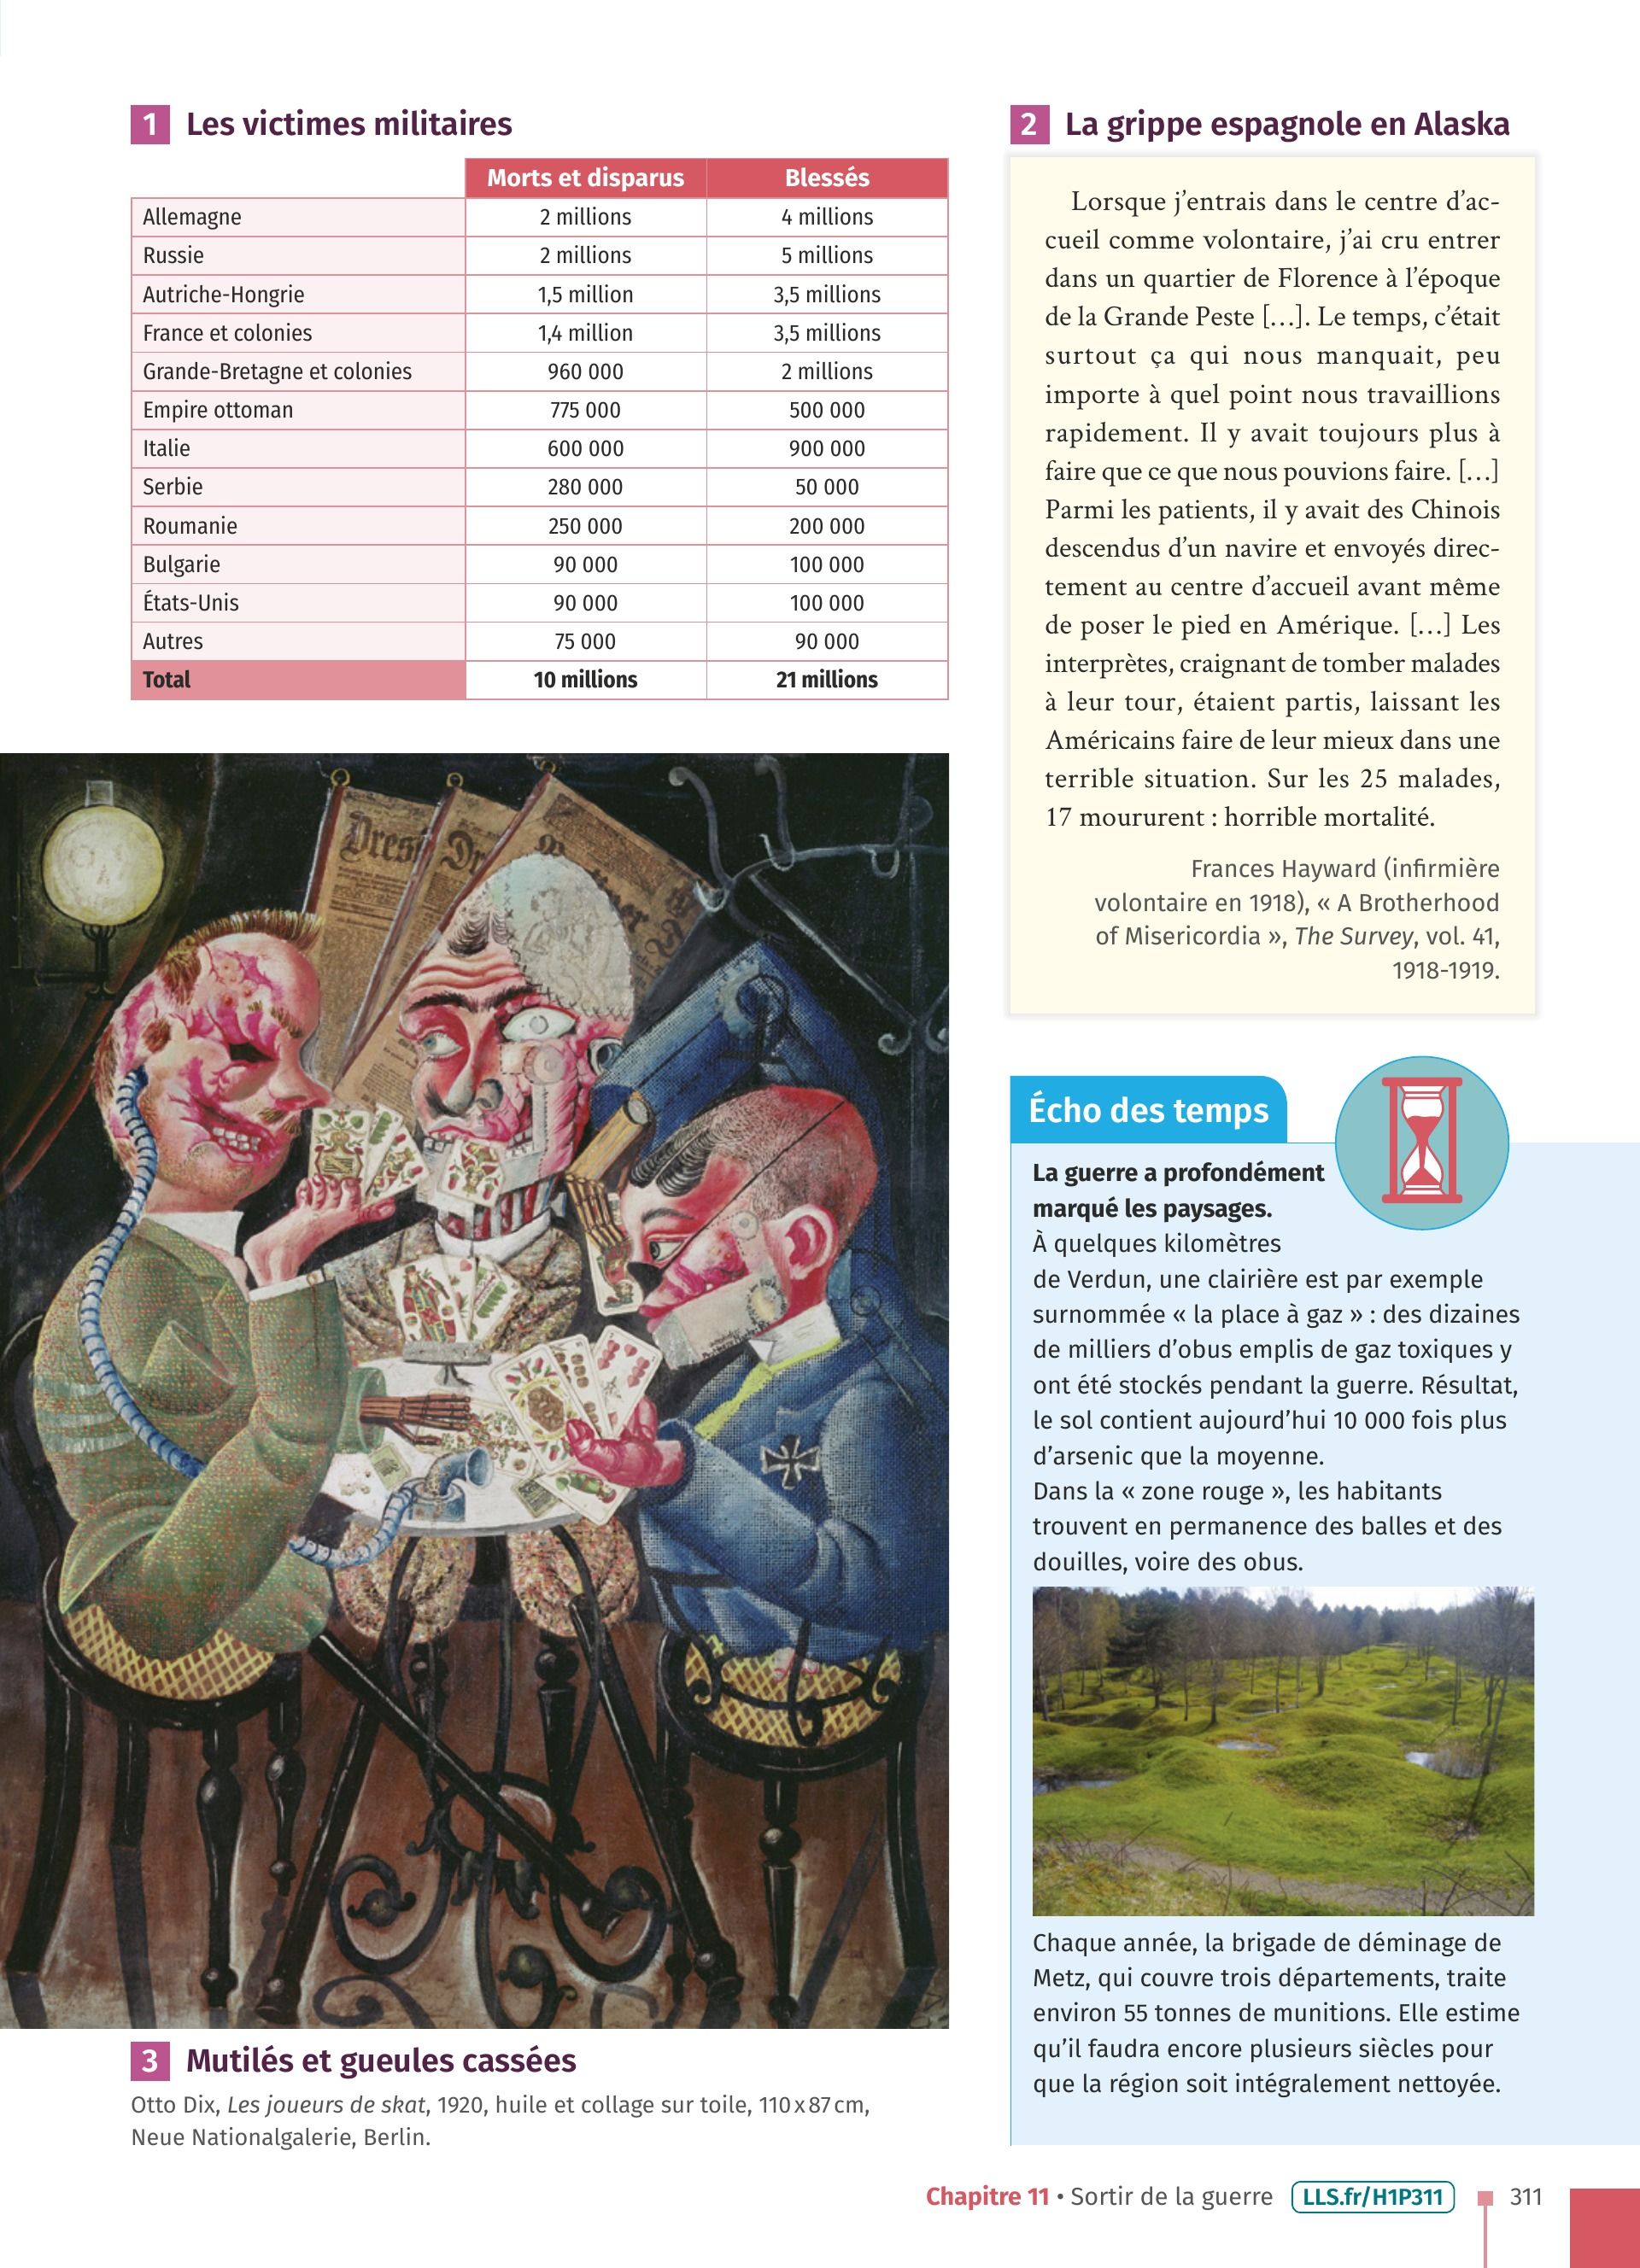 1 Les victimes militaires
Morts et disparus Blessés
Allemagne 2 millions 4 millions
Russie 2 millions 5 millions
Autriche-Hongrie 1,5 million 3,5 millions
France et colonies 1,4 million 3,5 millions
Grande-Bretagne et colonies 960 000 2 millions
Empire ottoman 775 000 500 000
Italie 600 000 900 000
Serbie 280 000 50 000
Roumanie 250 000 200 000
Bulgarie 90 000 100 000
États-Unis 90 000 100 000
Autres 75 000 90 000
Total 10 millions 21 millions
Dres
3 Mutilés et gueules cassées
Otto Dix, Les joueurs de skat, 1920, huile et collage sur toile, 110 x 87 cm,
Neue Nationalgalerie, Berlin.
2 La grippe espagnole en Alaska
Lorsque j’entrais dans le centre d’ac-
cueil comme volontaire, j’ai cru entrer
dans un quartier de Florence à l’époque
de la Grande Peste […]. Le temps, c’était
surtout ça qui nous manquait, peu
importe à quel point nous travaillions
rapidement. Il y avait toujours plus à
faire que ce que nous pouvions faire. […]
Parmi les patients, il y avait des Chinois
descendus d’un navire et envoyés direc-
tement au centre d’accueil avant même
de poser le pied en Amérique. […] Les
interprètes, craignant de tomber malades
à leur tour, étaient partis, laissant les
Américains faire de leur mieux dans une
terrible situation. Sur les 25 malades,
17 moururent : horrible mortalité.
Frances Hayward (infirmière
volontaire en 1918), « A Brotherhood
of Misericordia », The Survey, vol. 41,
1918-1919.
Écho des temps
La guerre a profondément
marqué les paysages.
À quelques kilomètres
de Verdun, une clairière est par exemple
surnommée « la place à gaz » : des dizaines
de milliers d’obus emplis de gaz toxiques y
ont été stockés pendant la guerre. Résultat,
le sol contient aujourd’hui 10 000 fois plus
d’arsenic que la moyenne.
Dans la « zone rouge », les habitants
trouvent en permanence des balles et des
douilles, voire des obus.
Chaque année, la brigade de déminage de
Metz, qui couvre trois départements, traite
environ 55 tonnes de munitions. Elle estime
qu’il faudra encore plusieurs siècles pour
que la région soit intégralement nettoyée.
Chapitre 11 • Sortir de la guerre LLS.fr/H1P311 311